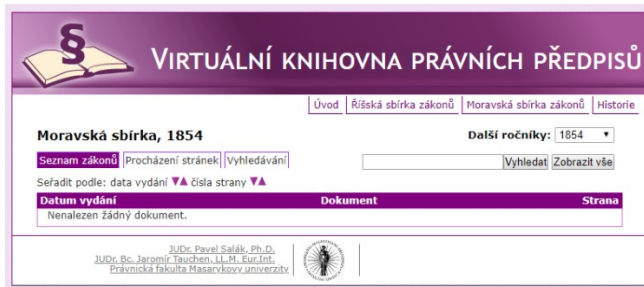 §
VIRTUÁLNÍ KNIHOVNA PRÁVNÍCH PŘEDPISŮ
Úvod Říšská sbírka zákonů Moravská sbírka zákonů Historie
Moravská sbírka, 1854 Další ročníky: 1854
Seznam zákonů Procházení stránek Vyhledávání Vyhledat Zobrazit vše
Seřadit podle: data vydání ▼▲ čísla strany ▼▲
Datum vydání Dokument Strana
Nenalezen žádný dokument.
JUDr. Pavel Salák, Ph.D.
JUDr. Bc. Jaromír Tauchen, LL.M. Eur.Int.
Právnická fakulta Masarykovy univerzity